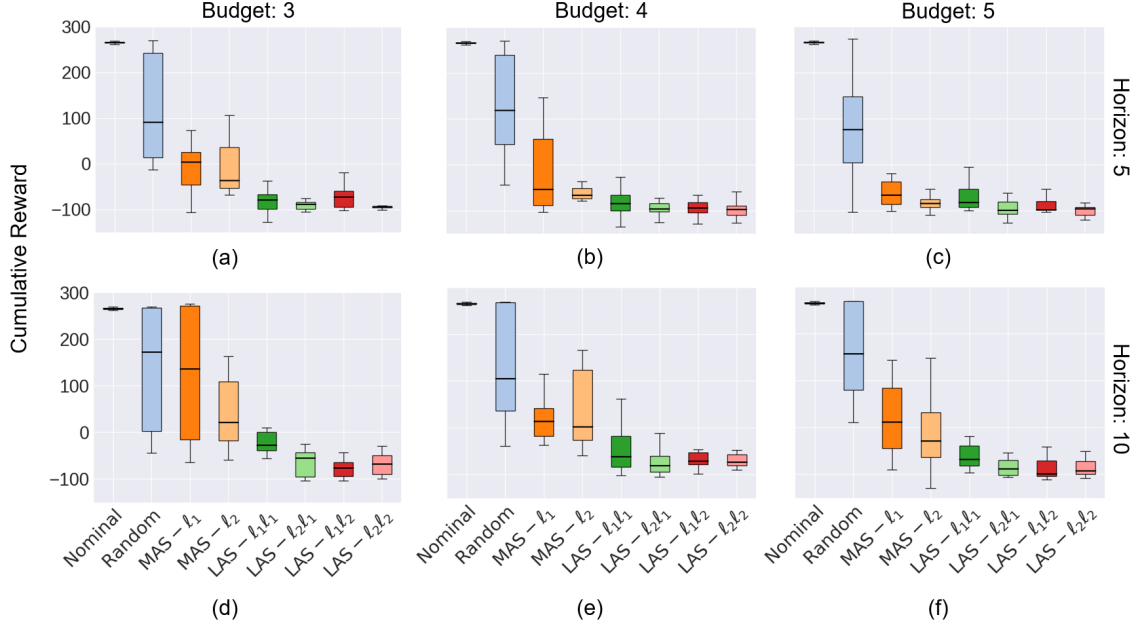 Budget: 3
Budget: 4
Budget: 5
Cumulative Reward
300
200
100
0
−100
(a)
(b)
(c)
Horizon: 5
300
200
100
0
−100
Horizon: 10
Nominal
Random
MAS − ℓ₁
MAS − ℓ₂
LAS − ℓ₁ℓ₁
LAS − ℓ₂ℓ₁
LAS − ℓ₁ℓ₂
LAS − ℓ₂ℓ₂
Nominal
Random
MAS − ℓ₁
MAS − ℓ₂
LAS − ℓ₁ℓ₁
LAS − ℓ₂ℓ₁
LAS − ℓ₁ℓ₂
LAS − ℓ₂ℓ₂
Nominal
Random
MAS − ℓ₁
MAS − ℓ₂
LAS − ℓ₁ℓ₁
LAS − ℓ₂ℓ₁
LAS − ℓ₁ℓ₂
LAS − ℓ₂ℓ₂
(d)
(e)
(f)